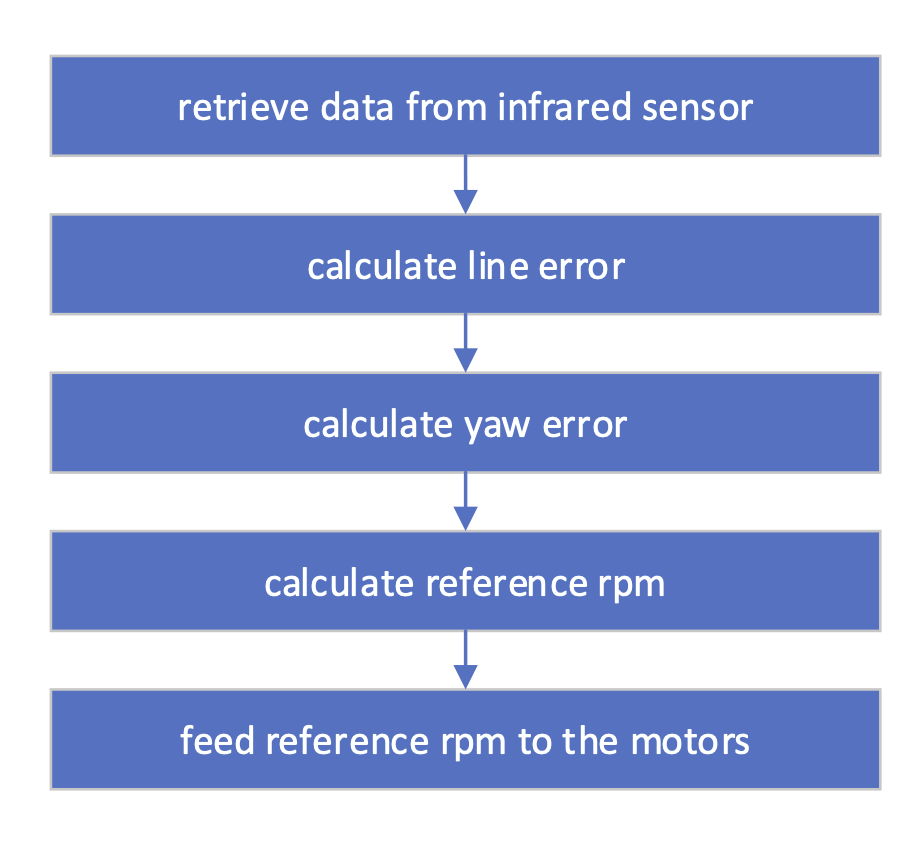 retrieve data from infrared sensor
calculate line error
calculate yaw error
calculate reference rpm
feed reference rpm to the motors